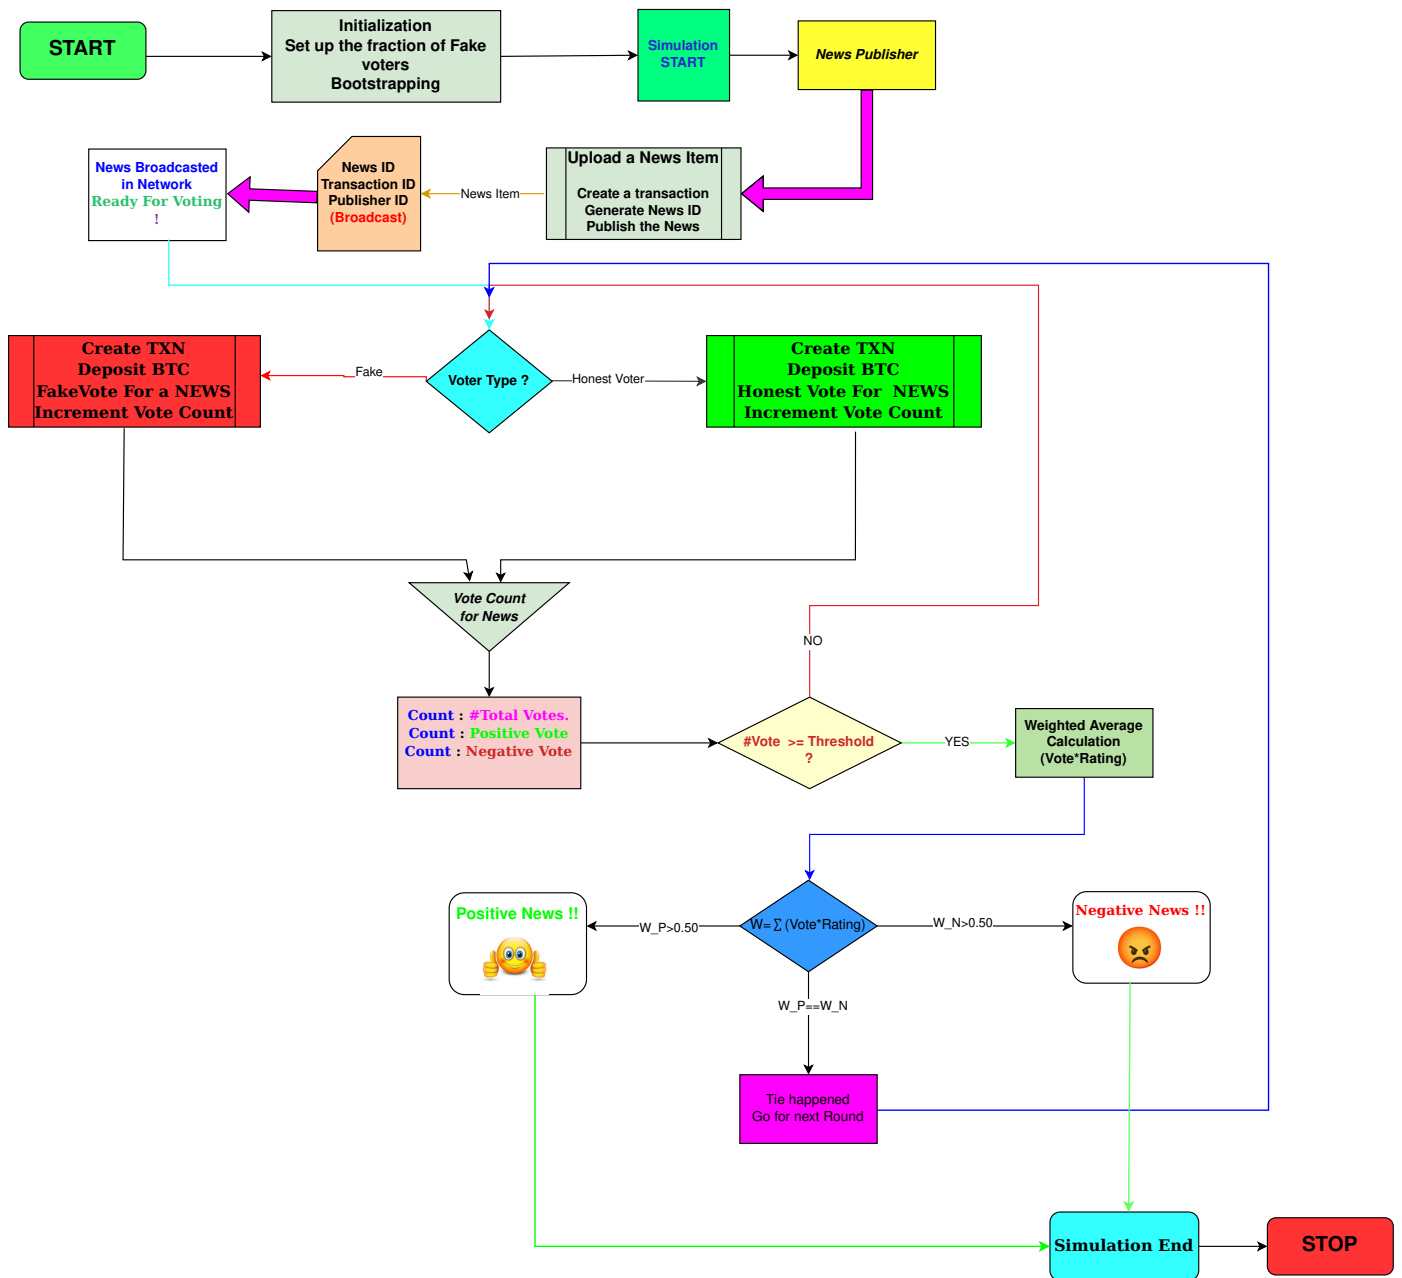 START
Initialization
Set up the fraction of Fake
voters
Bootstrapping
Simulation
START
News Publisher
News Broadcasted
in Network
Ready For Voting
!
News ID
Transaction ID
Publisher ID
(Broadcast)
News Item
Upload a News Item
Create a transaction
Generate News ID
Publish the News
Create TXN
Deposit BTC
FakeVote For a NEWS
Increment Vote Count
Fake
Voter Type ?
Honest Voter
Create TXN
Deposit BTC
Honest Vote For  NEWS
Increment Vote Count
Vote Count
for News
NO
Count : #Total Votes.
Count : Positive Vote
Count : Negative Vote
#Vote  >= Threshold
?
YES
Weighted Average
Calculation
(Vote*Rating)
Positive News !!
W_P>0.50
W= ∑ (Vote*Rating)
W_N>0.50
Negative News !!
W_P==W_N
Tie happened
Go for next Round
Simulation End
STOP